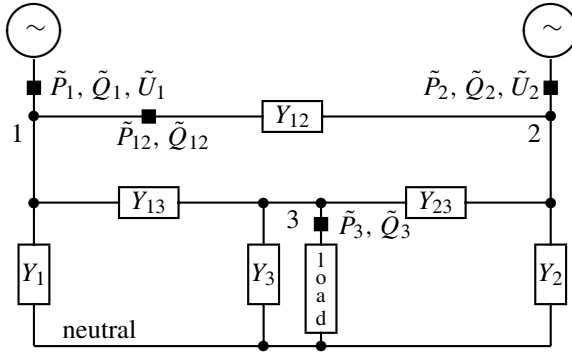 ∼ ∼
P̃₁, Q̃₁, Ũ₁ P̃₂, Q̃₂, Ũ₂
1 P̃₁₂, Q̃₁₂ Y₁₂ 2
Y₁₃ 3 P̃₃, Q̃₃ Y₂₃
Y₁ Y₃ load Y₂
neutral